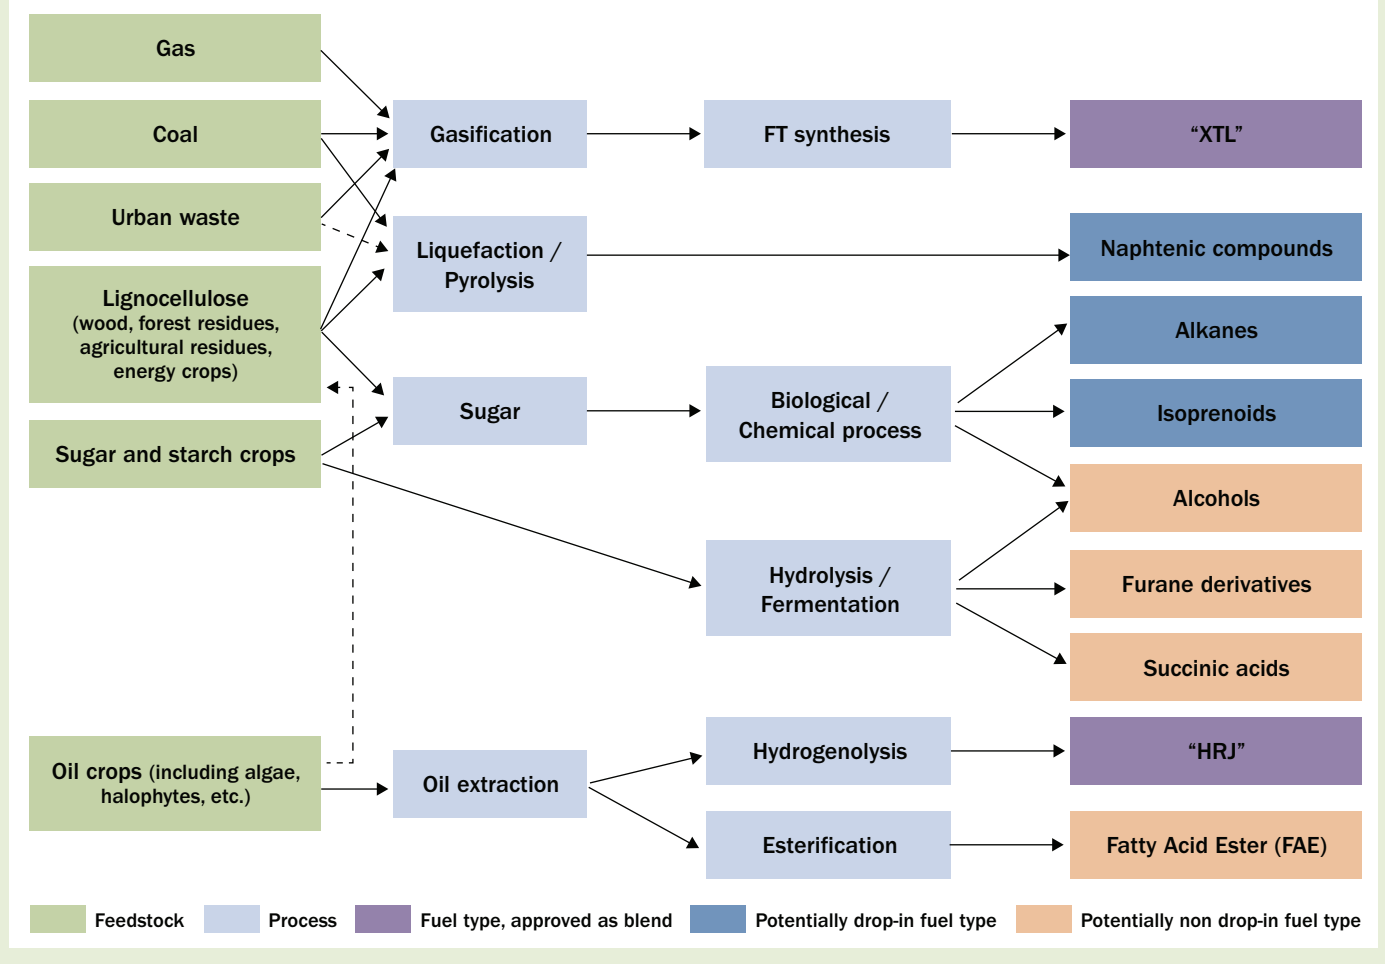 Gas
Coal
Urban waste
Lignocellulose
(wood, forest residues,
agricultural residues,
energy crops)
Sugar and starch crops
Oil crops (including algae,
halophytes, etc.)
Gasification
Liquefaction /
Pyrolysis
Sugar
Oil extraction
FT synthesis
Biological /
Chemical process
Hydrolysis /
Fermentation
Hydrogenolysis
Esterification
“XTL”
Naphtenic compounds
Alkanes
Isoprenoids
Alcohols
Furane derivatives
Succinic acids
“HRJ”
Fatty Acid Ester (FAE)
Feedstock
Process
Fuel type, approved as blend
Potentially drop-in fuel type
Potentially non drop-in fuel type